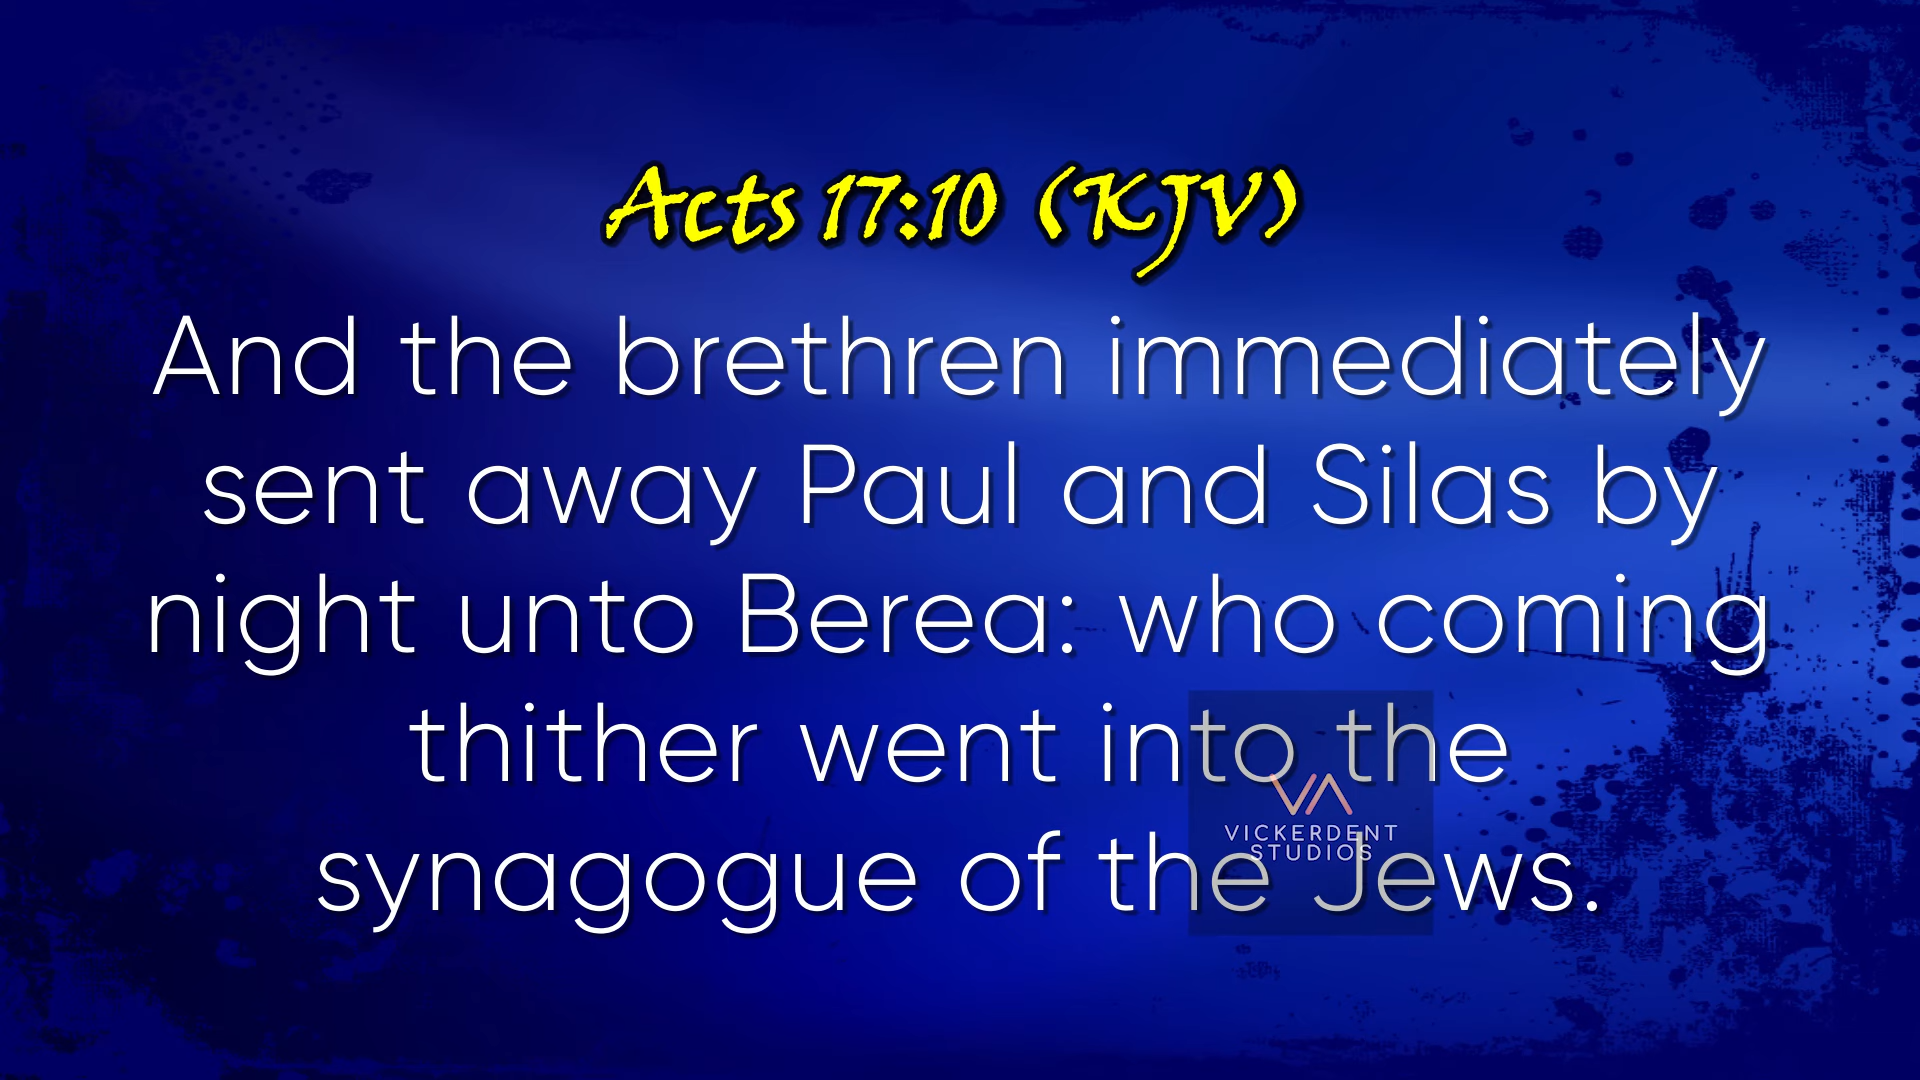 Acts 17:10 (KJV)
And the brethren immediately
sent away Paul and Silas by
night unto Berea: who coming
thither went into the
VICKERDENT
STUDIOS
synagogue of the Jews.